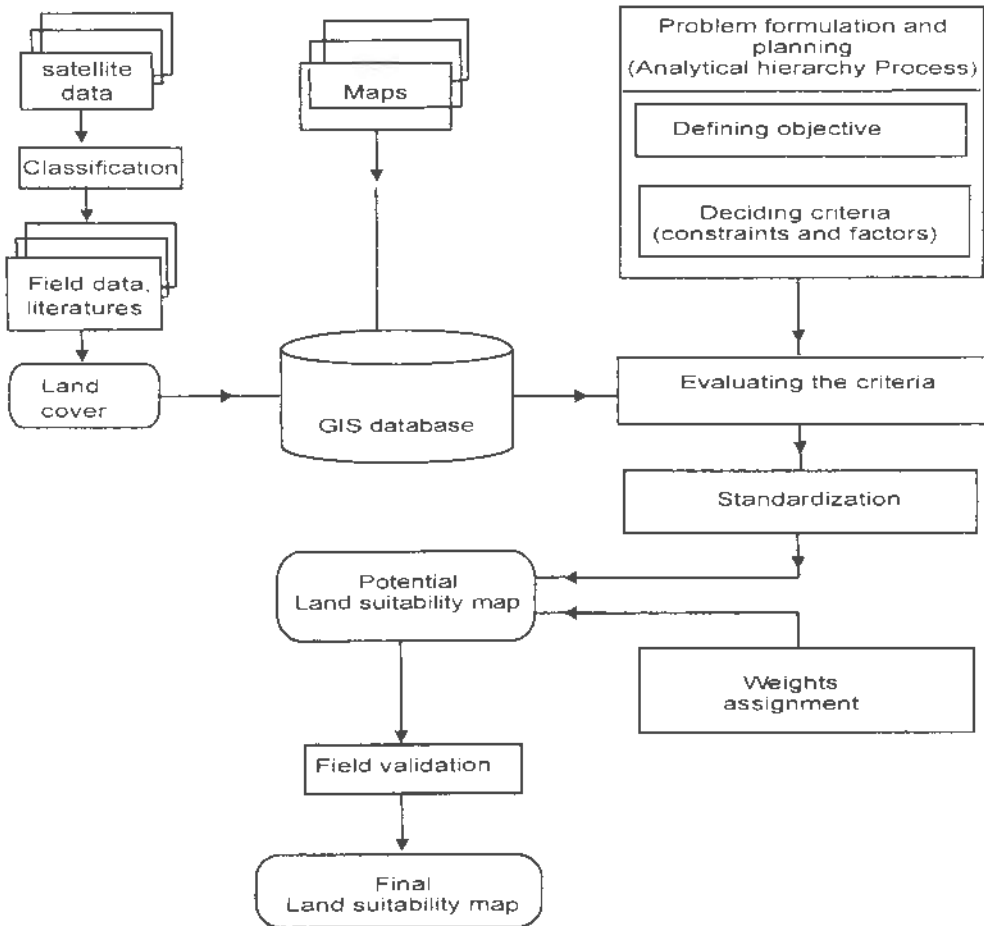 satellite
data
Classification
Field data,
literatures
Land
cover
Maps
GIS database
Problem formulation and
planning
(Analytical hierarchy Process)
Defining objective
Deciding criteria
(constraints and factors)
Evaluating the criteria
Standardization
Potential
Land suitability map
Weights
assignment
Field validation
Final
Land suitability map